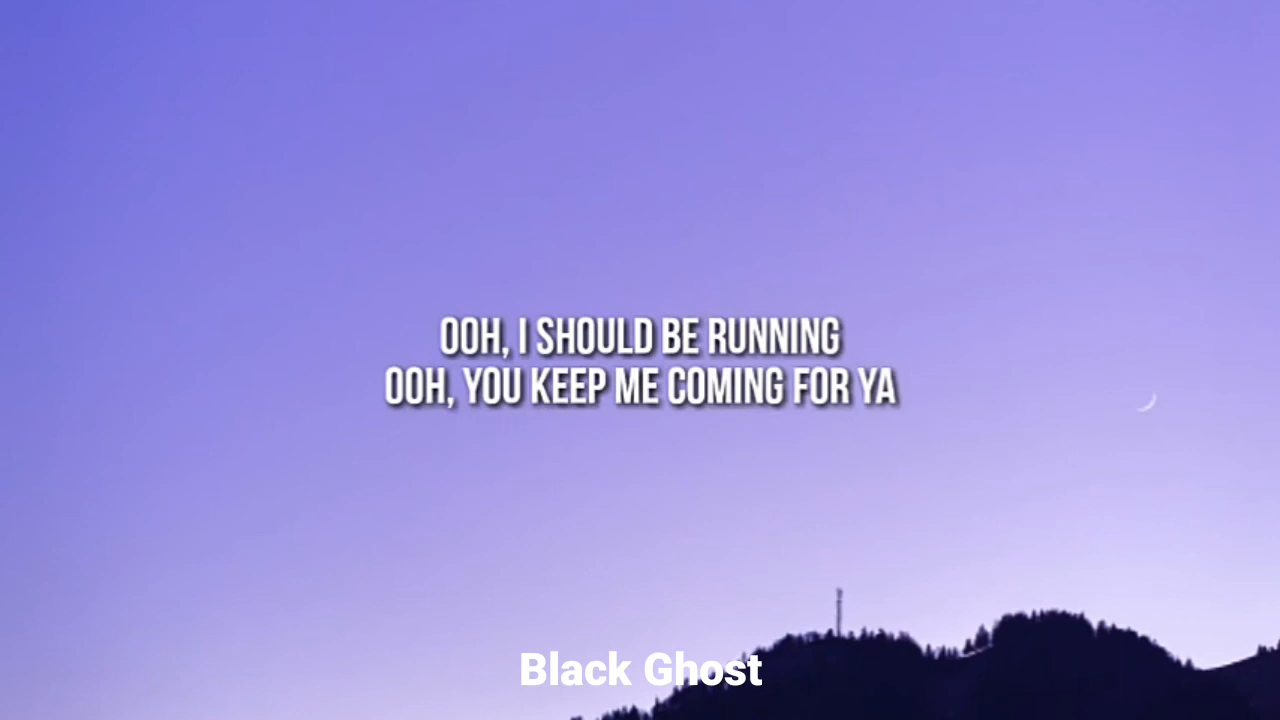 OOH, I SHOULD BE RUNNING
OOH, YOU KEEP ME COMING FOR YA
Black Ghost